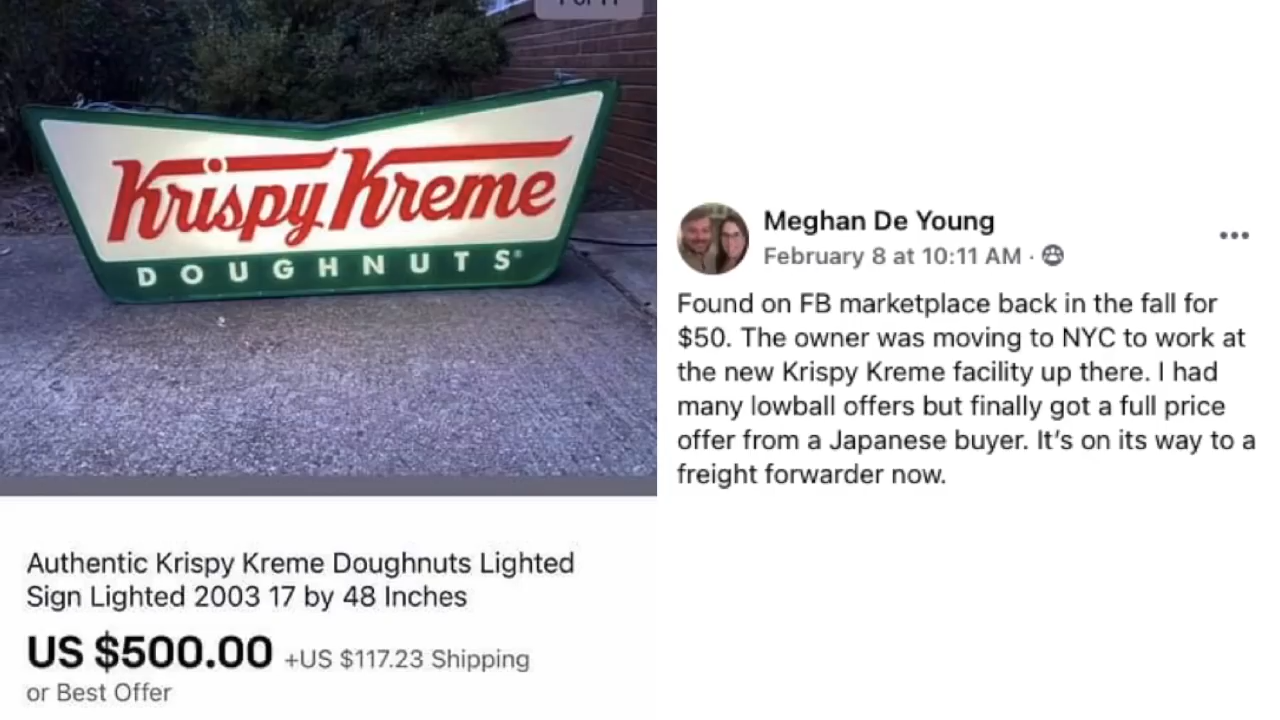 Krispy Kreme
DOUGHNUTS®
Authentic Krispy Kreme Doughnuts Lighted
Sign Lighted 2003 17 by 48 Inches
US $500.00 +US $117.23 Shipping
or Best Offer
Meghan De Young
February 8 at 10:11 AM ·
Found on FB marketplace back in the fall for
$50. The owner was moving to NYC to work at
the new Krispy Kreme facility up there. I had
many lowball offers but finally got a full price
offer from a Japanese buyer. It’s on its way to a
freight forwarder now.